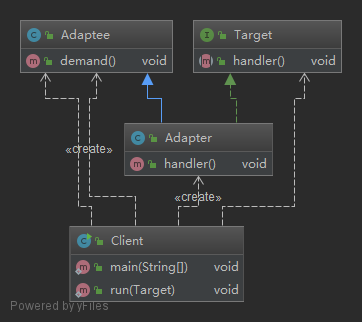 Adaptee
demand() void
Target
handler() void
«create»
Adapter
handler() void
«create»
Client
main(String[]) void
run(Target) void
Powered by yFiles